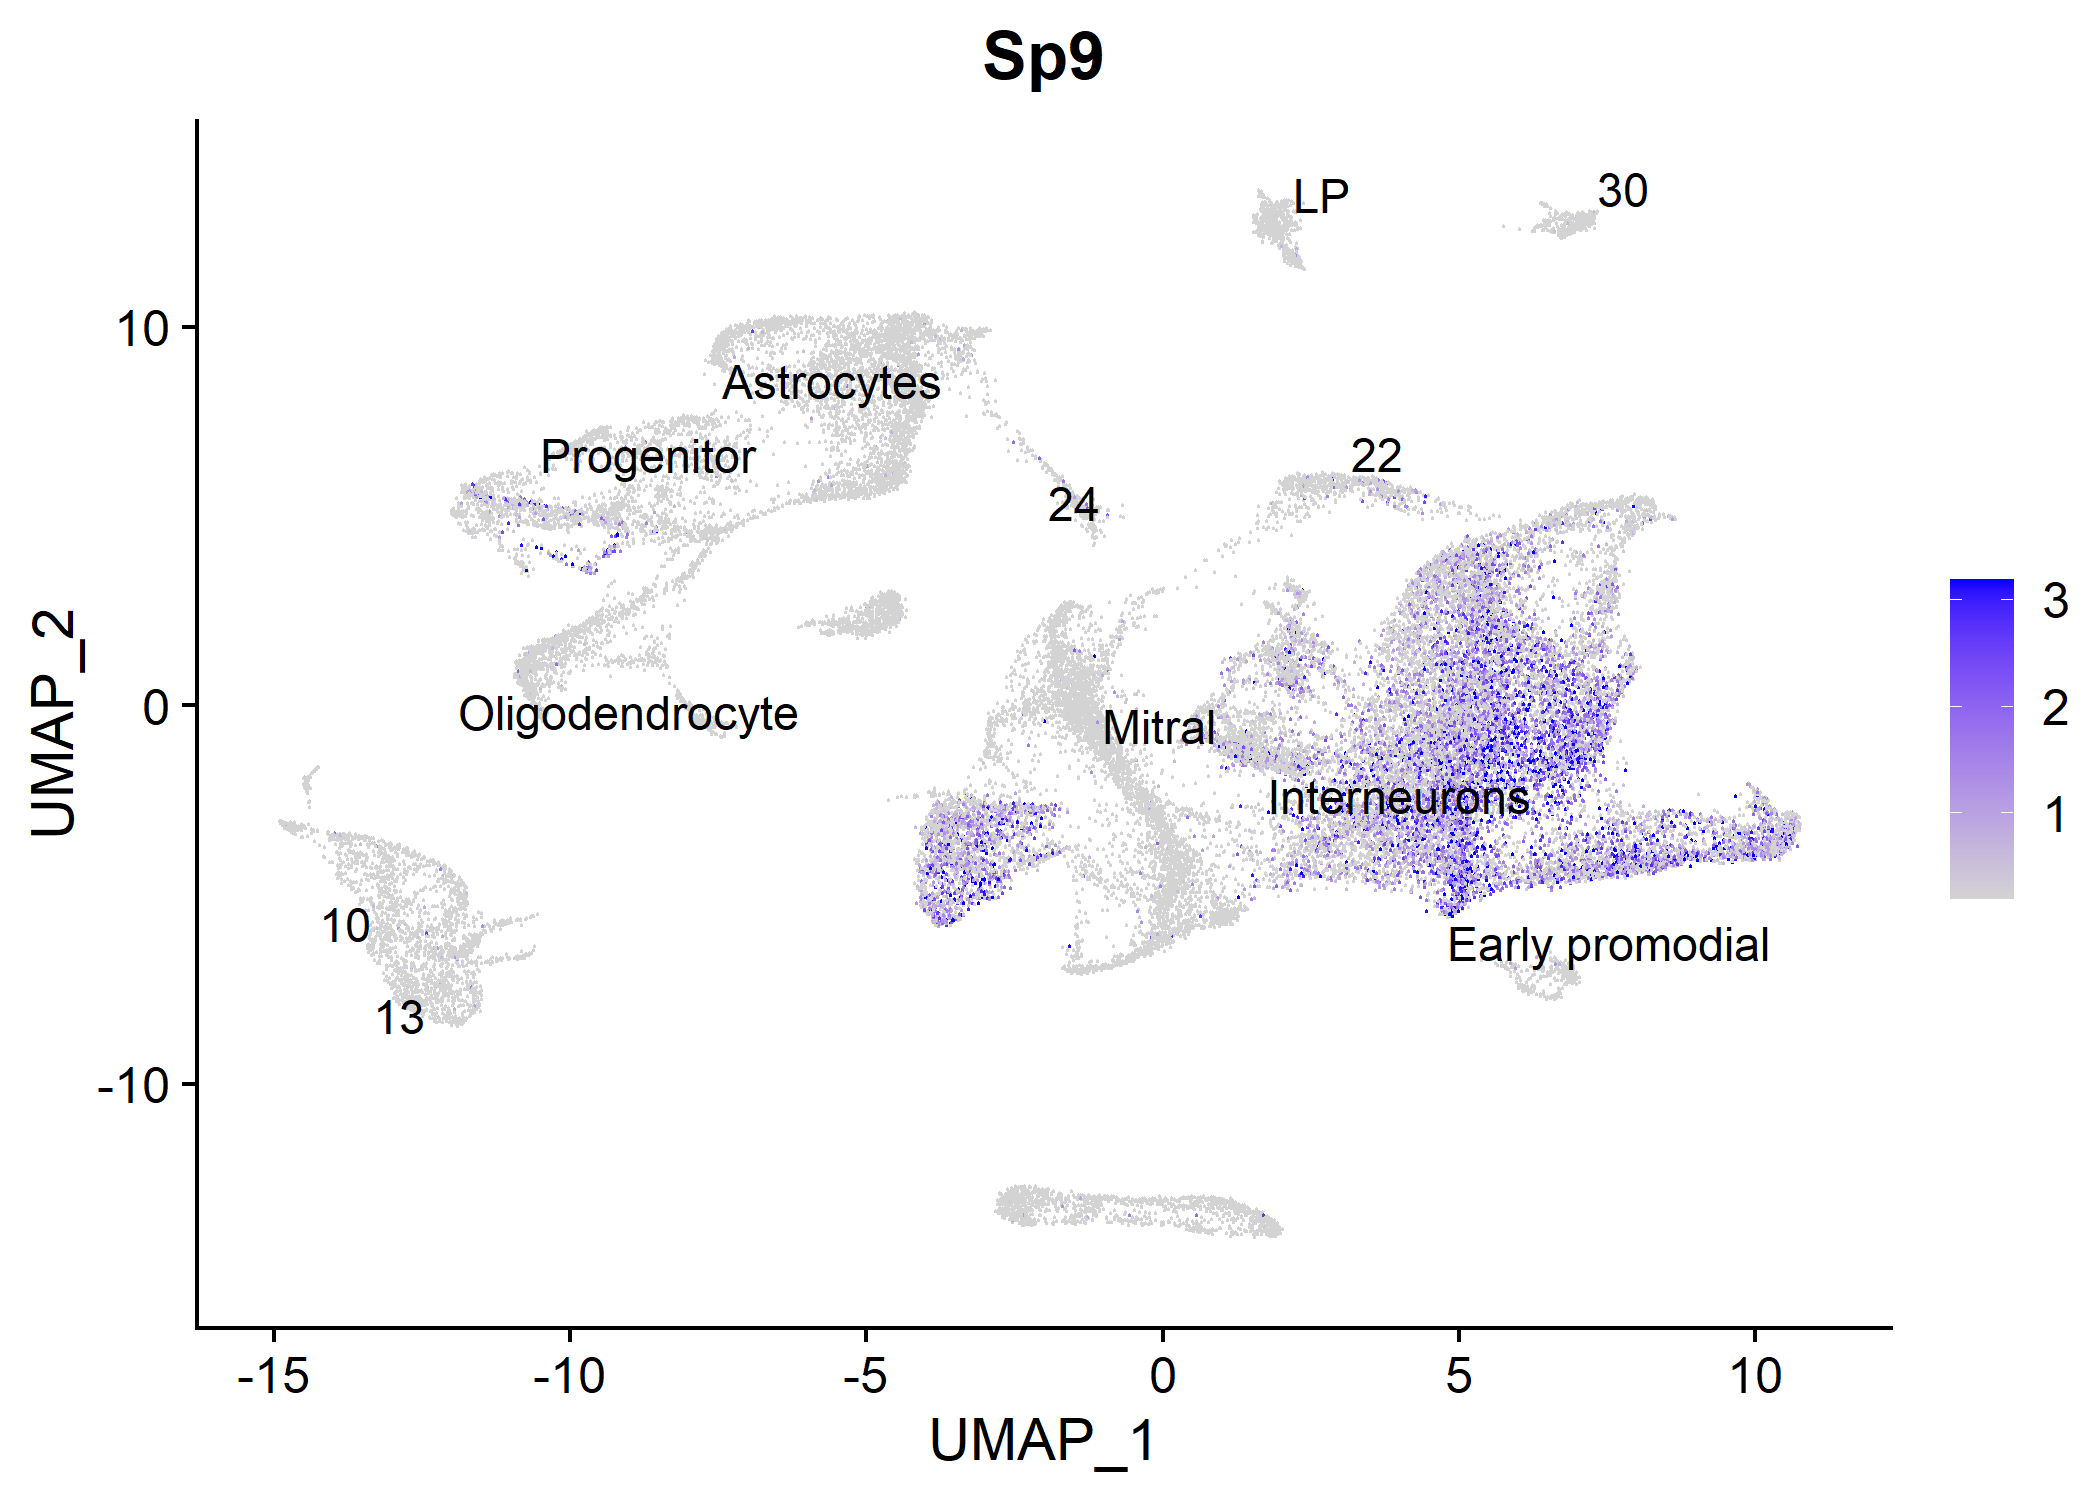 Sp9
LP
30
10
Astrocytes
Progenitor
22
24
3
2
0
Oligodendrocyte
Mitral
1
Interneurons
10
Early promodial
13
-10
-15
-10
-5
0
5
10
UMAP_1
UMAP_2